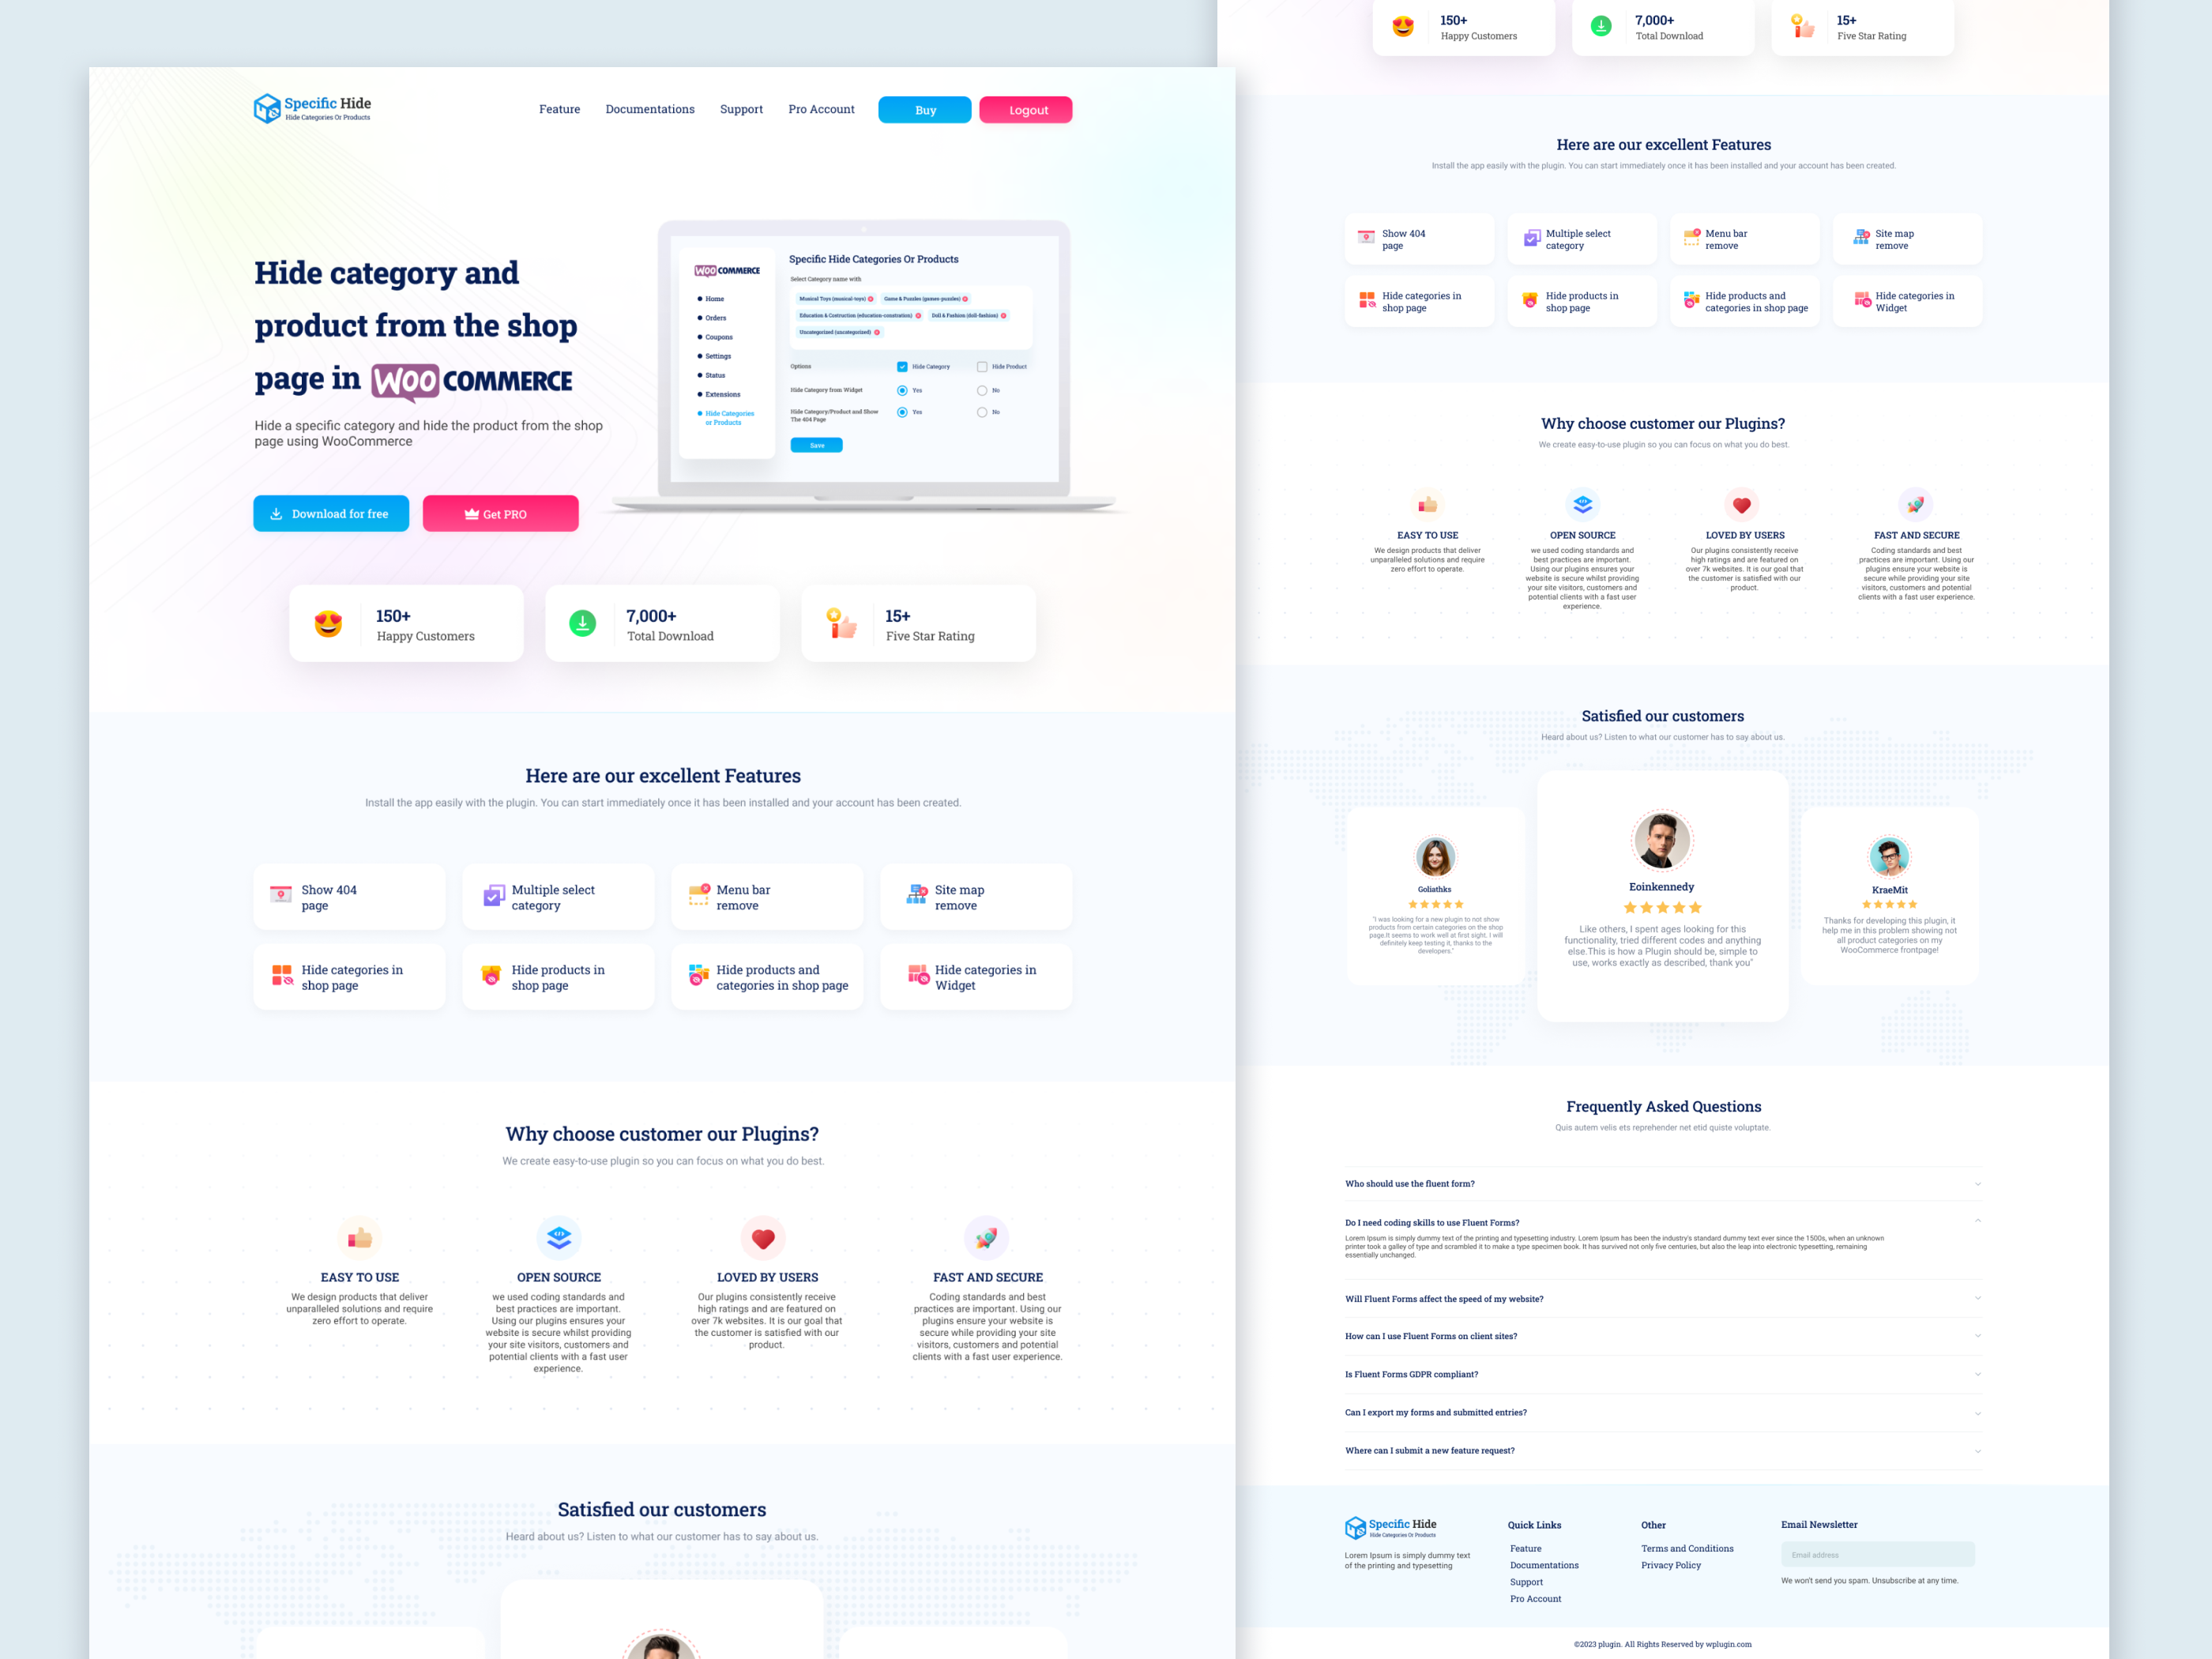 Specific Hide
Hide Categories Or Products
Feature
Documentations
Support
Pro Account
Buy
Logout
Hide category and
product from the shop
page in WOO COMMERCE
Hide a specific category and hide the product from the shop
page using WooCommerce
Download for free
Get PRO
WOO COMMERCE
Home
Orders
Coupons
Settings
Status
Extensions
Hide Categories
or Products
Specific Hide Categories Or Products
Select Category name with
Musical Toys (musical-toys)
Game & Puzzles (games-puzzles)
Education & Contruction (education-constration)
Doll & Fashion (doll-fashion)
Uncategorized (uncategorized)
Options
Hide Category
Hide Product
Hide Category from Widget
Yes
No
Hide Category/Product and Show
The 404 Page
Yes
No
Save
150+
Happy Customers
7,000+
Total Download
15+
Five Star Rating
Here are our excellent Features
Install the app easily with the plugin. You can start immediately once it has been installed and your account has been created.
Show 404
page
Multiple select
category
Menu bar
remove
Site map
remove
Hide categories in
shop page
Hide products in
shop page
Hide products and
categories in shop page
Hide categories in
Widget
Why choose customer our Plugins?
We create easy-to-use plugin so you can focus on what you do best.
EASY TO USE
We design products that deliver
unparalleled solutions and require
zero effort to operate.
OPEN SOURCE
we used coding standards and
best practices are important.
Using our plugins ensures your
website is secure whilst providing
your site visitors, customers and
potential clients with a fast user
experience.
LOVED BY USERS
Our plugins consistently receive
high ratings and are featured on
over 7k websites. It is our goal that
the customer is satisfied with our
product.
FAST AND SECURE
Coding standards and best
practices are important. Using our
plugins ensure your website is
secure while providing your site
visitors, customers and potential
clients with a fast user experience.
Satisfied our customers
Heard about us? Listen to what our customer has to say about us.
150+
Happy Customers
7,000+
Total Download
15+
Five Star Rating
Here are our excellent Features
Install the app easily with the plugin. You can start immediately once it has been installed and your account has been created.
Show 404
page
Multiple select
category
Menu bar
remove
Site map
remove
Hide categories in
shop page
Hide products in
shop page
Hide products and
categories in shop page
Hide categories in
Widget
Why choose customer our Plugins?
We create easy-to-use plugin so you can focus on what you do best.
EASY TO USE
We design products that deliver
unparalleled solutions and require
zero effort to operate.
OPEN SOURCE
we used coding standards and
best practices are important.
Using our plugins ensures your
website is secure whilst providing
your site visitors, customers and
potential clients with a fast user
experience.
LOVED BY USERS
Our plugins consistently receive
high ratings and are featured on
over 7k websites. It is our goal that
the customer is satisfied with our
product.
FAST AND SECURE
Coding standards and best
practices are important. Using our
plugins ensure your website is
secure while providing your site
visitors, customers and potential
clients with a fast user experience.
Satisfied our customers
Heard about us? Listen to what our customer has to say about us.
Goliathks
"I was looking for a new plugin to not show
products from certain categories on the shop
page.It seems to work well at first sight. I will
definitely keep testing it, thanks to the
developers."
Eoinkennedy
Like others, I spent ages looking for this
functionality, tried different codes and anything
else.This is how a Plugin should be, simple to
use, works exactly as described, thank you"
KraeMit
Thanks for developing this plugin, it
help me in this problem showing not
all product categories on my
WooCommerce frontpage!
Frequently Asked Questions
Quis autem velis ets reprehender net etid quiste voluptate.
Who should use the fluent form?
Do I need coding skills to use Fluent Forms?
Lorem Ipsum is simply dummy text of the printing and typesetting industry. Lorem Ipsum has been the industry's standard dummy text ever since the 1500s, when an unknown
printer took a galley of type and scrambled it to make a type specimen book. It has survived not only five centuries, but also the leap into electronic typesetting, remaining
essentially unchanged.
Will Fluent Forms affect the speed of my website?
How can I use Fluent Forms on client sites?
Is Fluent Forms GDPR compliant?
Can I export my forms and submitted entries?
Where can I submit a new feature request?
Specific Hide
Hide Categories Or Products
Lorem Ipsum is simply dummy text
of the printing and typesetting
Quick Links
Feature
Documentations
Support
Pro Account
Other
Terms and Conditions
Privacy Policy
Email Newsletter
Email address
We won't send you spam. Unsubscribe at any time.
©2023 plugin. All Rights Reserved by wplugin.com